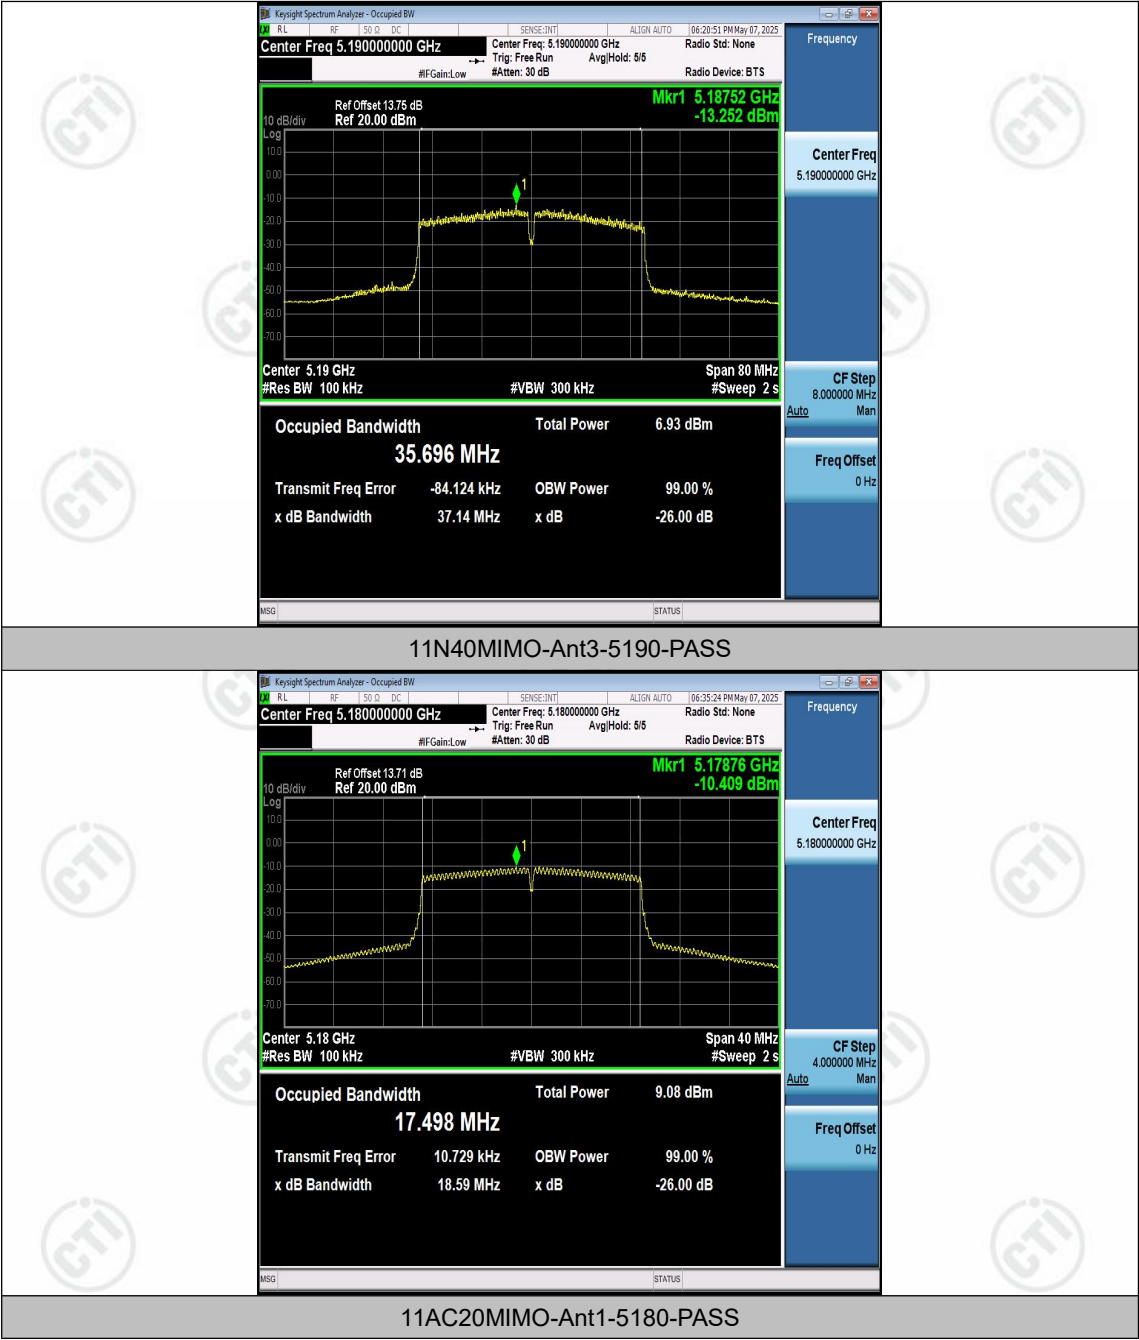 Keysight Spectrum Analyzer - Occupied BW
RL RF 50 Ω DC SENSE:INT ALIGN AUTO 06:20:51 PM May 07, 2025
Center Freq 5.190000000 GHz
Center Freq: 5.190000000 GHz Radio Std: None
Trig: Free Run Avg|Hold: 5/5
#IFGain:Low #Atten: 30 dB Radio Device: BTS
Frequency
Mkr1 5.18752 GHz
-13.252 dBm
Ref Offset 13.75 dB
10 dB/div Ref 20.00 dBm
Log
10.0
0.00
-10.0
-20.0
-30.0
-40.0
-50.0
-60.0
-70.0
1
Center Freq
5.190000000 GHz
Center 5.19 GHz Span 80 MHz
#Res BW 100 kHz #VBW 300 kHz #Sweep 2 s
CF Step
8.000000 MHz
Auto Man
Occupied Bandwidth Total Power 6.93 dBm
35.696 MHz
Transmit Freq Error -84.124 kHz OBW Power 99.00 %
x dB Bandwidth 37.14 MHz x dB -26.00 dB
Freq Offset
0 Hz
MSG STATUS
11N40MIMO-Ant3-5190-PASS
Keysight Spectrum Analyzer - Occupied BW
RL RF 50 Ω DC SENSE:INT ALIGN AUTO 06:35:24 PM May 07, 2025
Center Freq 5.180000000 GHz
Center Freq: 5.180000000 GHz Radio Std: None
Trig: Free Run Avg|Hold: 5/5
#IFGain:Low #Atten: 30 dB Radio Device: BTS
Frequency
Mkr1 5.17876 GHz
-10.409 dBm
Ref Offset 13.71 dB
10 dB/div Ref 20.00 dBm
Log
10.0
0.00
-10.0
-20.0
-30.0
-40.0
-50.0
-60.0
-70.0
1
Center Freq
5.180000000 GHz
Center 5.18 GHz Span 40 MHz
#Res BW 100 kHz #VBW 300 kHz #Sweep 2 s
CF Step
4.000000 MHz
Auto Man
Occupied Bandwidth Total Power 9.08 dBm
17.498 MHz
Transmit Freq Error 10.729 kHz OBW Power 99.00 %
x dB Bandwidth 18.59 MHz x dB -26.00 dB
Freq Offset
0 Hz
MSG STATUS
11AC20MIMO-Ant1-5180-PASS
CTI
CTI
CTI
CTI
CTI
CTI
CTI
CTI